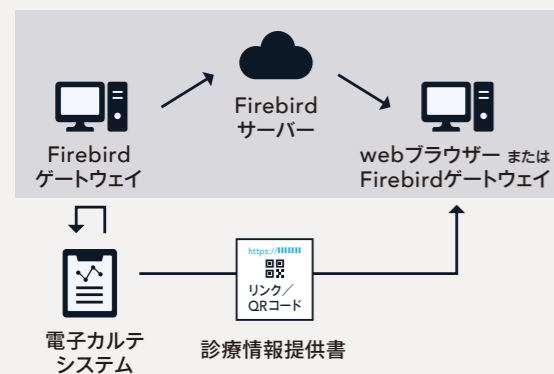 Firebird
サーバー
Firebird
ゲートウェイ
webブラウザー または
Firebirdゲートウェイ
https://
リンク／
QRコード
電子カルテ
システム
診療情報提供書